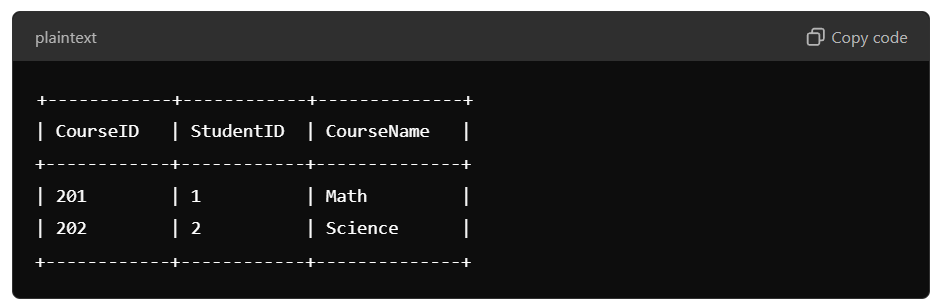 plaintext Copy code
+------------+------------+--------------+
| CourseID   | StudentID  | CourseName   |
+------------+------------+--------------+
| 201        | 1          | Math         |
| 202        | 2          | Science      |
+------------+------------+--------------+